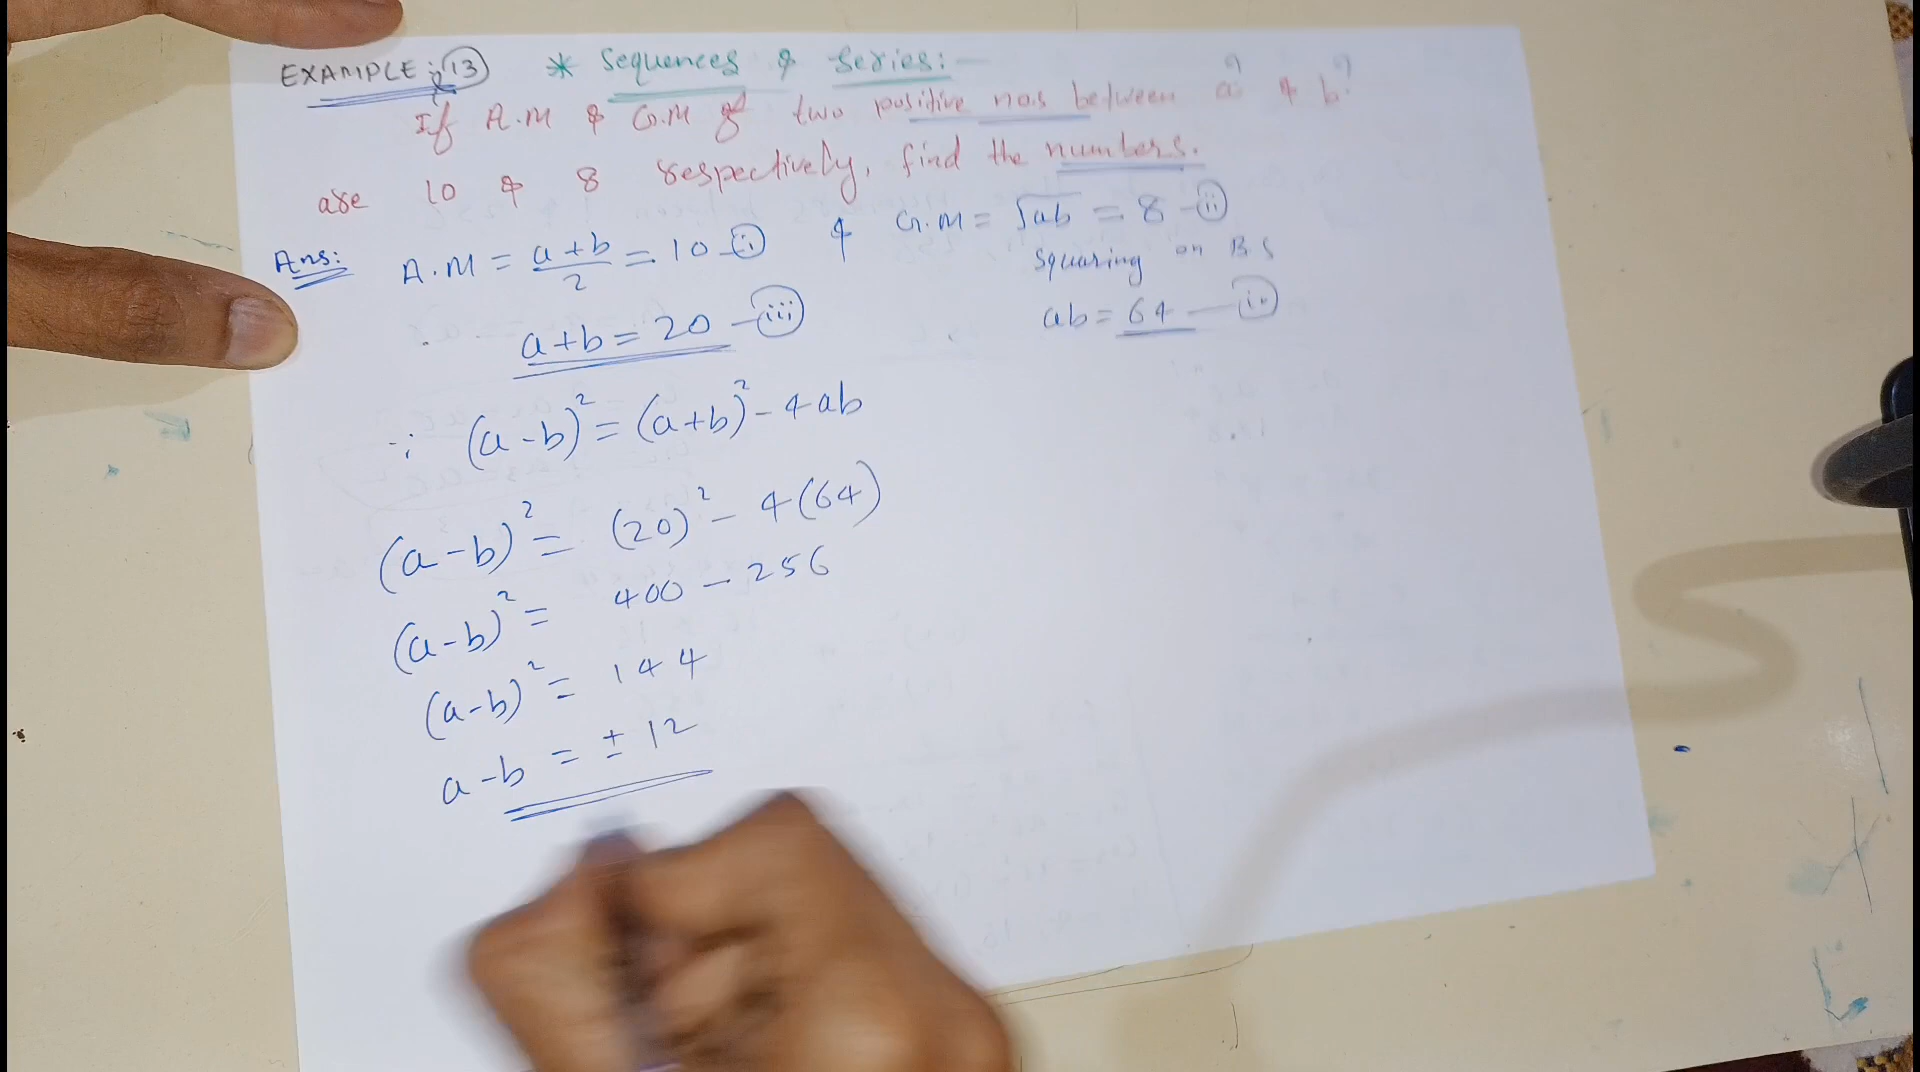 EXAMPLE: 13) * Sequences & Series:-
If A.M & G.M of two positive nos between a? & b?
are 10 & 8 respectively, find the numbers.
Ans: A.M = a+b/2 = 10 - (i) & G.M = √ab = 8 - (ii)
squaring on B S
a+b = 20 - (iii) ab = 64 - (iv)
∵ (a-b)² = (a+b)² - 4ab
(a-b)² = (20)² - 4(64)
(a-b)² = 400 - 256
(a-b)² = 144
a-b = ± 12